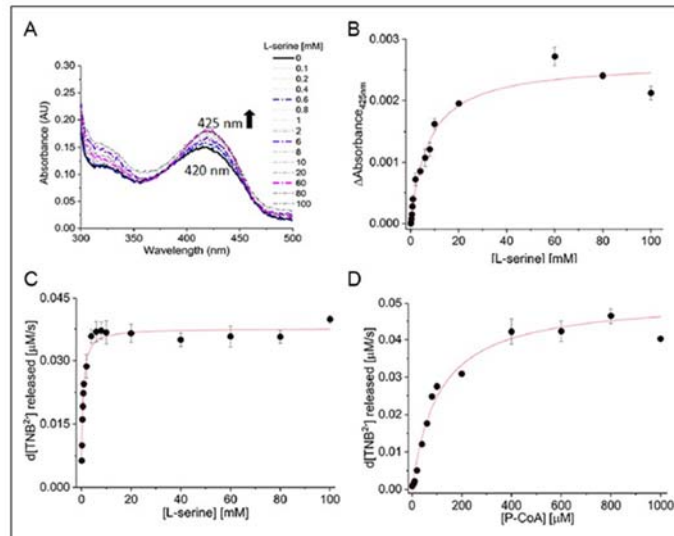 A
L-serine [mM]
0
0.1
0.2
0.4
0.6
0.8
1
2
6
8
10
20
60
80
100
425 nm
420 nm
0.30
0.25
0.20
0.15
0.10
0.05
0.00
Absorbance (AU)
300 350 400 450 500
Wavelength (nm)
B
0.003
0.002
0.001
0.000
ΔAbsorbance425nm
0 20 40 60 80 100
[L-serine] [mM]
C
0.045
0.030
0.015
0.000
d[TNB2-] released [μM/s]
0 20 40 60 80 100
[L-serine] [mM]
D
0.05
0.04
0.03
0.02
0.01
0.00
d[TNB2-] released [μM/s]
0 200 400 600 800 1000
[P-CoA] [μM]